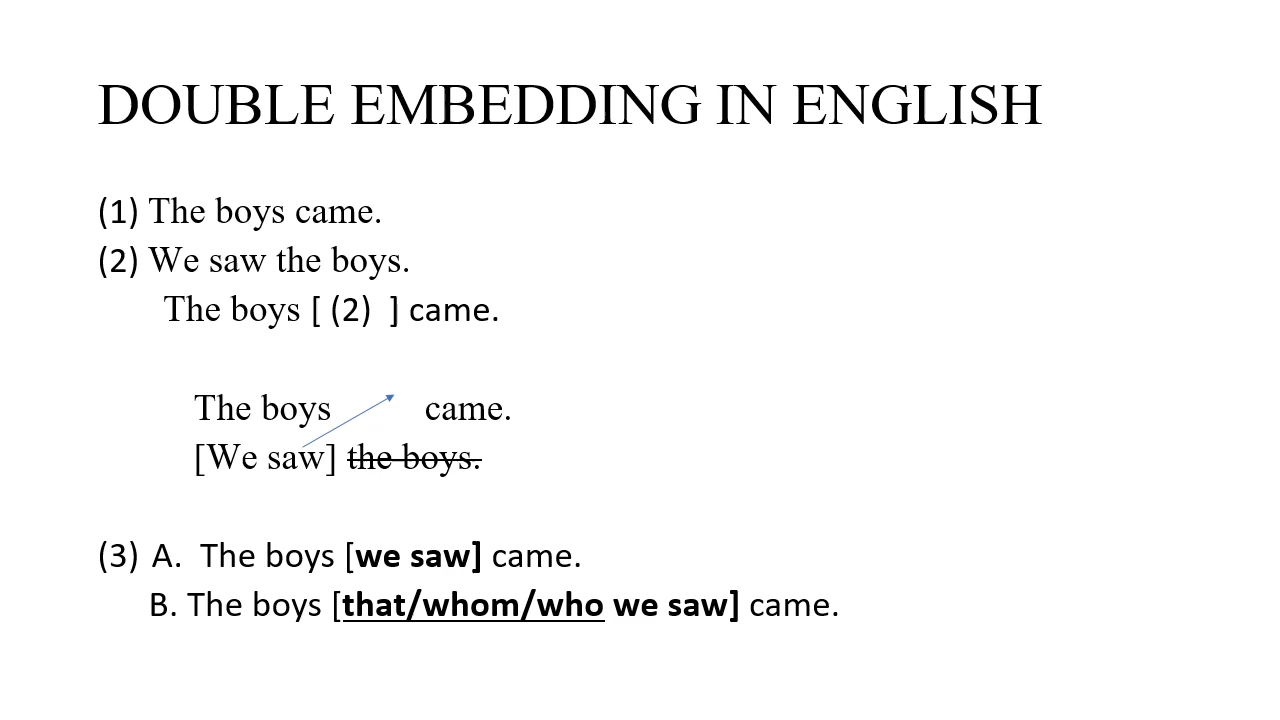 DOUBLE EMBEDDING IN ENGLISH
(1) The boys came.
(2) We saw the boys.
The boys [ (2)  ] came.
The boys came.
[We saw] the boys.
(3) A.  The boys [we saw] came.
B. The boys [that/whom/who we saw] came.